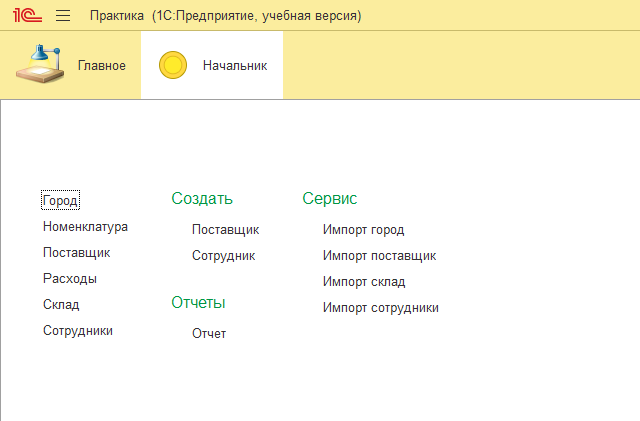 1С Практика (1С:Предприятие, учебная версия)
Главное
Начальник
Город
Номенклатура
Поставщик
Расходы
Склад
Сотрудники
Создать
Поставщик
Сотрудник
Отчеты
Отчет
Сервис
Импорт город
Импорт поставщик
Импорт склад
Импорт сотрудники